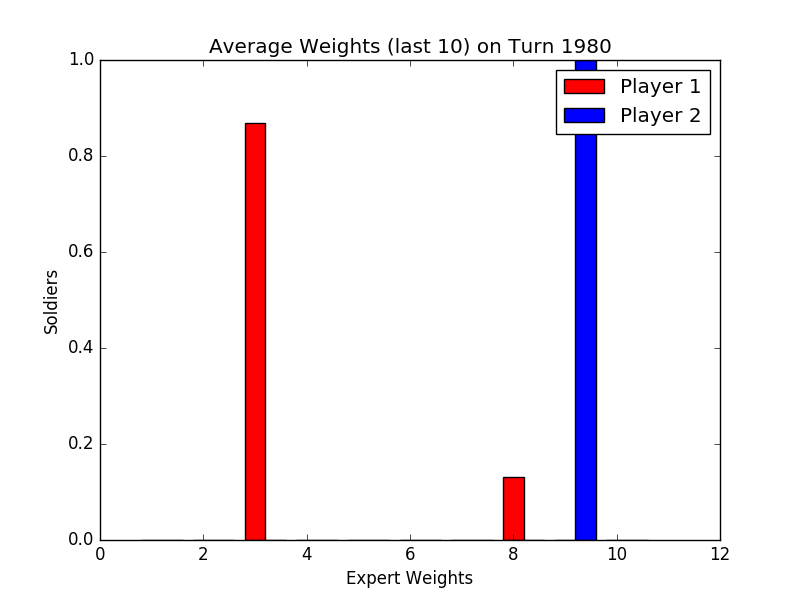 Average Weights (last 10) on Turn 1980
1.0
0.8
0.6
0.4
0.2
0.0
Soldiers
Player 1
Player 2
0 2 4 6 8 10 12
Expert Weights